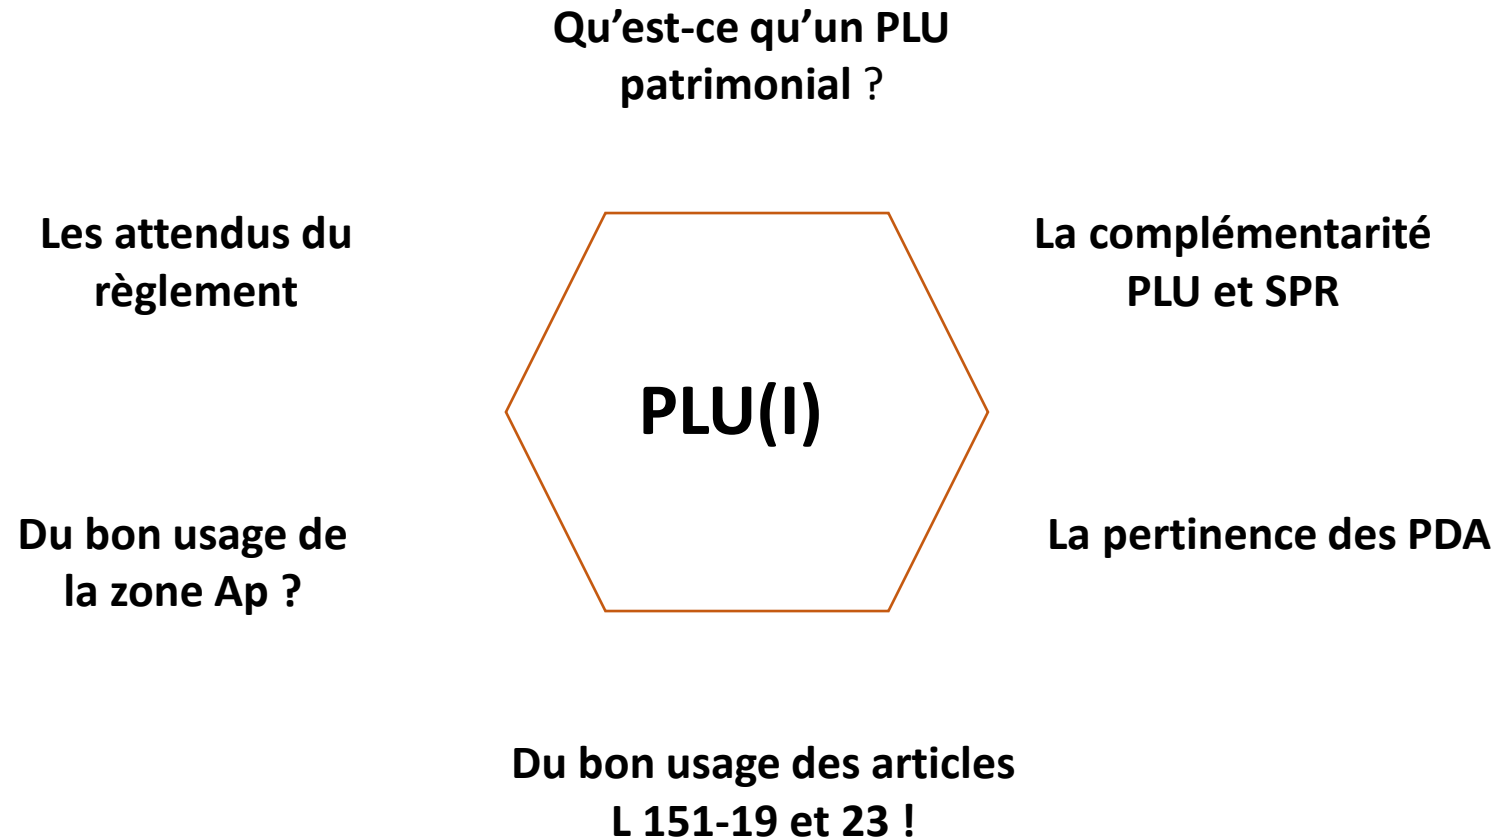 Qu’est-ce qu’un PLU
patrimonial ?
Les attendus du
règlement
La complémentarité
PLU et SPR
PLU(I)
Du bon usage de
la zone Ap ?
La pertinence des PDA
Du bon usage des articles
L 151-19 et 23 !